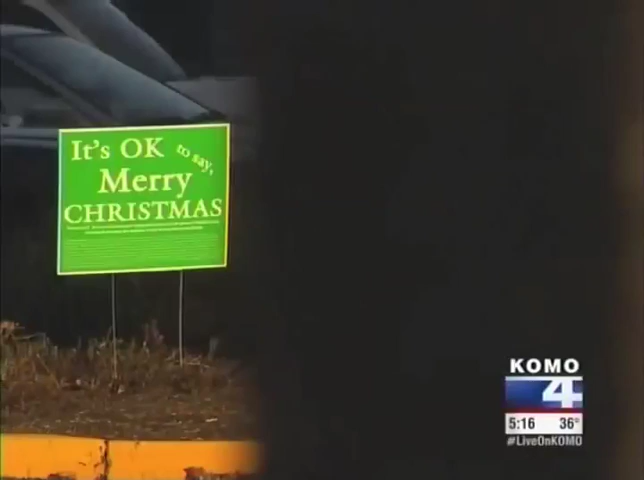 It's OK to say,
Merry
CHRISTMAS
KOMO
4
5:16 36°
#LiveOnKOMO